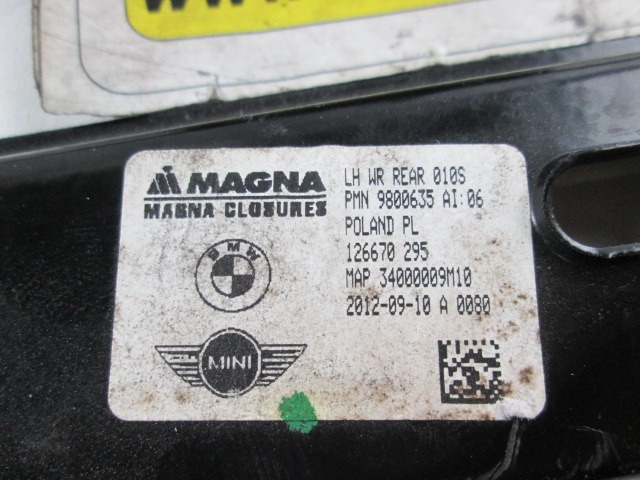 MAGNA
MAGNA CLOSURES
BMW
MINI
LH WR REAR 010S
PMN 9800635 AI:06
POLAND PL
126670 295
MAP 34000009M10
2012-09-10 A 0080